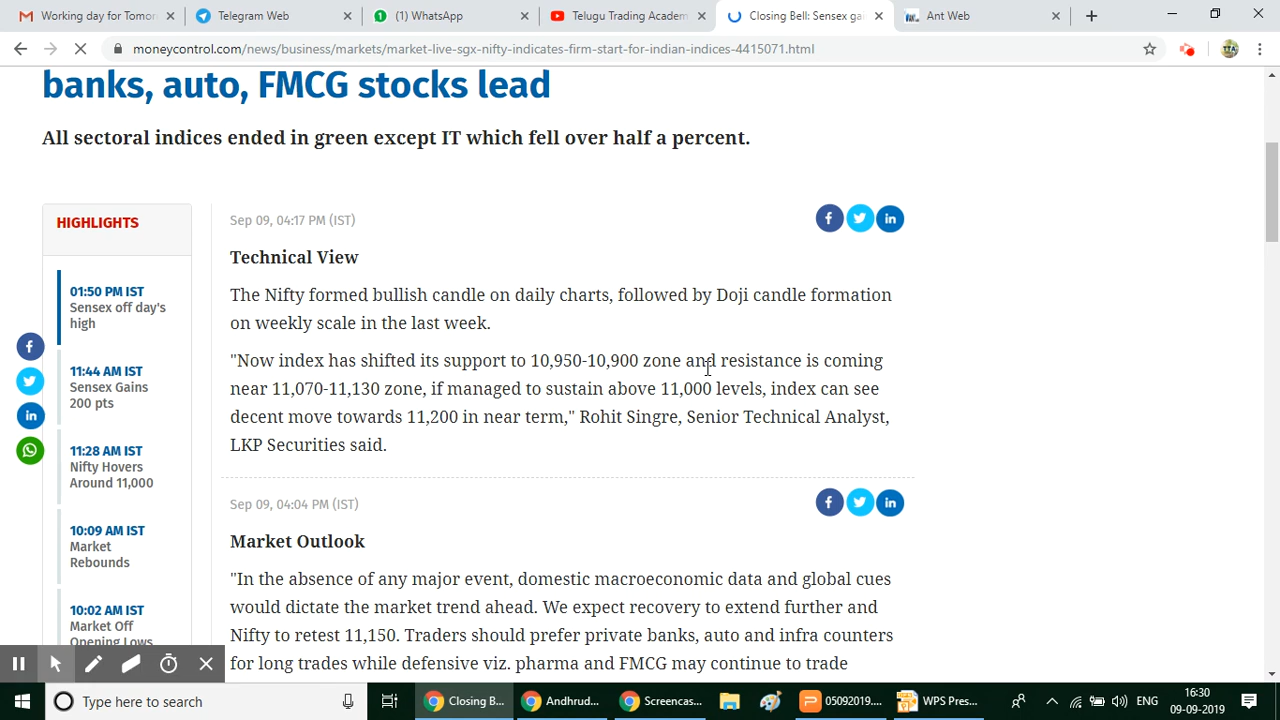 Working day for Tomor
Telegram Web
(1) WhatsApp
Telugu Trading Academ
Closing Bell: Sensex ga
Ant Web
moneycontrol.com/news/business/markets/market-live-sgx-nifty-indicates-firm-start-for-indian-indices-4415071.html
banks, auto, FMCG stocks lead
All sectoral indices ended in green except IT which fell over half a percent.
HIGHLIGHTS
01:50 PM IST
Sensex off day's
high
11:44 AM IST
Sensex Gains
200 pts
11:28 AM IST
Nifty Hovers
Around 11,000
10:09 AM IST
Market
Rebounds
10:02 AM IST
Market Off
Opening Lows
Sep 09, 04:17 PM (IST)
Technical View
The Nifty formed bullish candle on daily charts, followed by Doji candle formation
on weekly scale in the last week.
"Now index has shifted its support to 10,950-10,900 zone and resistance is coming
near 11,070-11,130 zone, if managed to sustain above 11,000 levels, index can see
decent move towards 11,200 in near term," Rohit Singre, Senior Technical Analyst,
LKP Securities said.
Sep 09, 04:04 PM (IST)
Market Outlook
"In the absence of any major event, domestic macroeconomic data and global cues
would dictate the market trend ahead. We expect recovery to extend further and
Nifty to retest 11,150. Traders should prefer private banks, auto and infra counters
for long trades while defensive viz. pharma and FMCG may continue to trade
Type here to search
Closing B...
Andhrud...
Screencas...
05092019....
WPS Pres...
ENG
16:30
09-09-2019